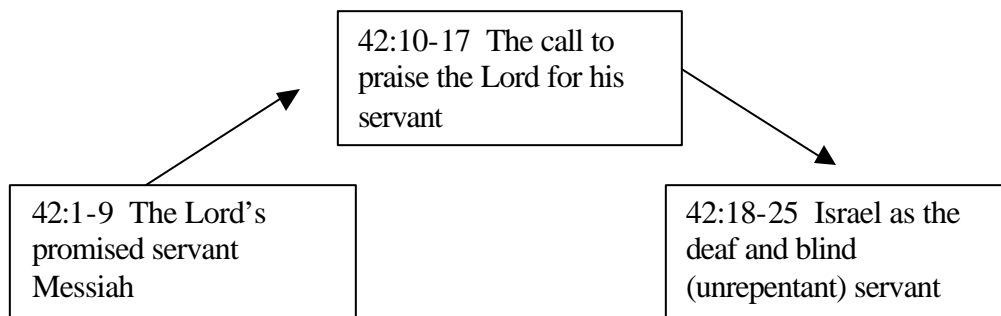 42:10-17 The call to
praise the Lord for his
servant
42:1-9 The Lord's
promised servant
Messiah
42:18-25 Israel as the
deaf and blind
(unrepentant) servant